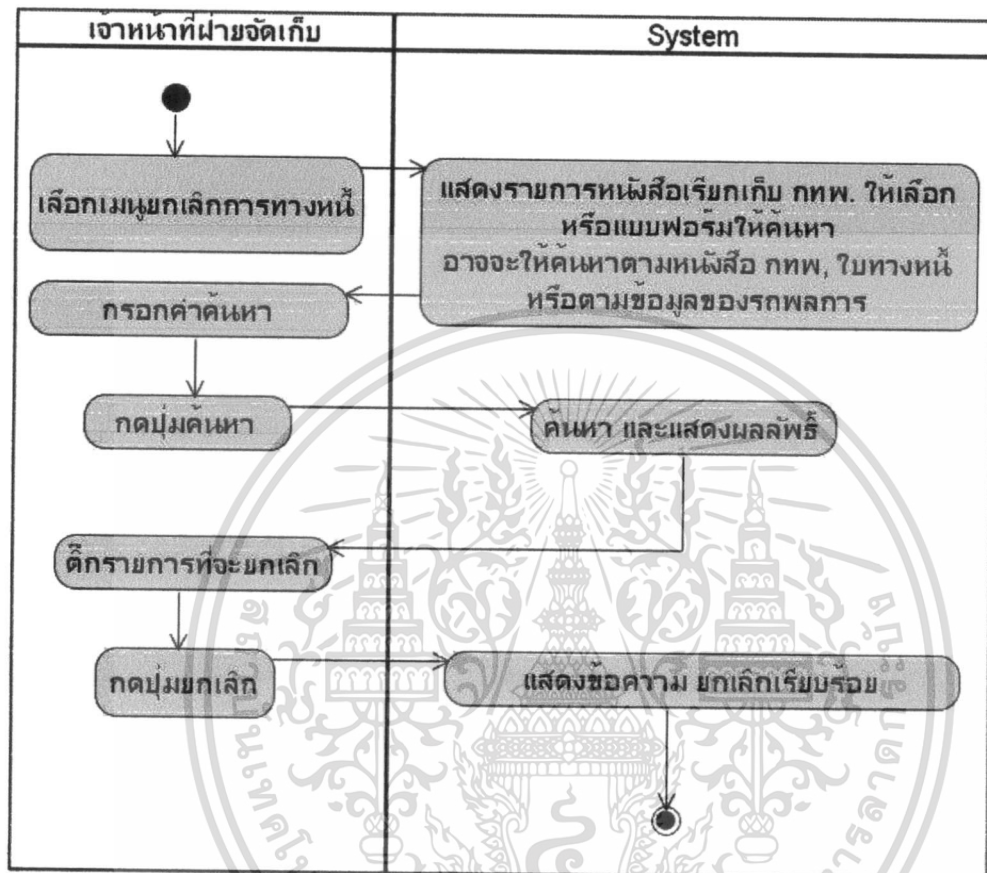 เจ้าหน้าที่ฝ่ายจัดเก็บ
System
เลือกเมนูยกเลิกการทวงหนี้
แสดงรายการหนังสือเรียกเก็บ กทพ. ให้เลือก
หรือแบบฟอร์มให้ค้นหา
อาจจะให้ค้นหาตามหนังสือ กทพ, ใบทวงหนี้
หรือตามข้อมูลของรถพลการ
กรอกค่าค้นหา
กดปุ่มค้นหา
ค้นหา และแสดงผลลัพธ์
ติ๊กรายการที่จะยกเลิก
กดปุ่มยกเลิก
แสดงข้อความ ยกเลิกเรียบร้อย